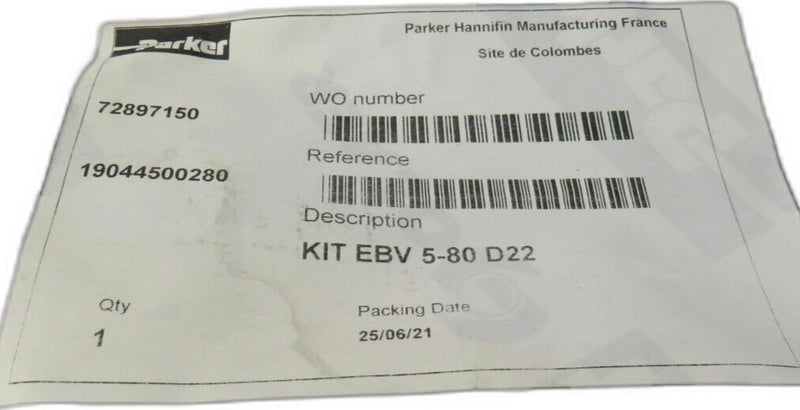 Parker
Parker Hannifin Manufacturing France
Site de Colombes
WO number
72897150
Reference
19044500280
Description
KIT EBV 5-80 D22
Qty
Packing Date
1
25/06/21